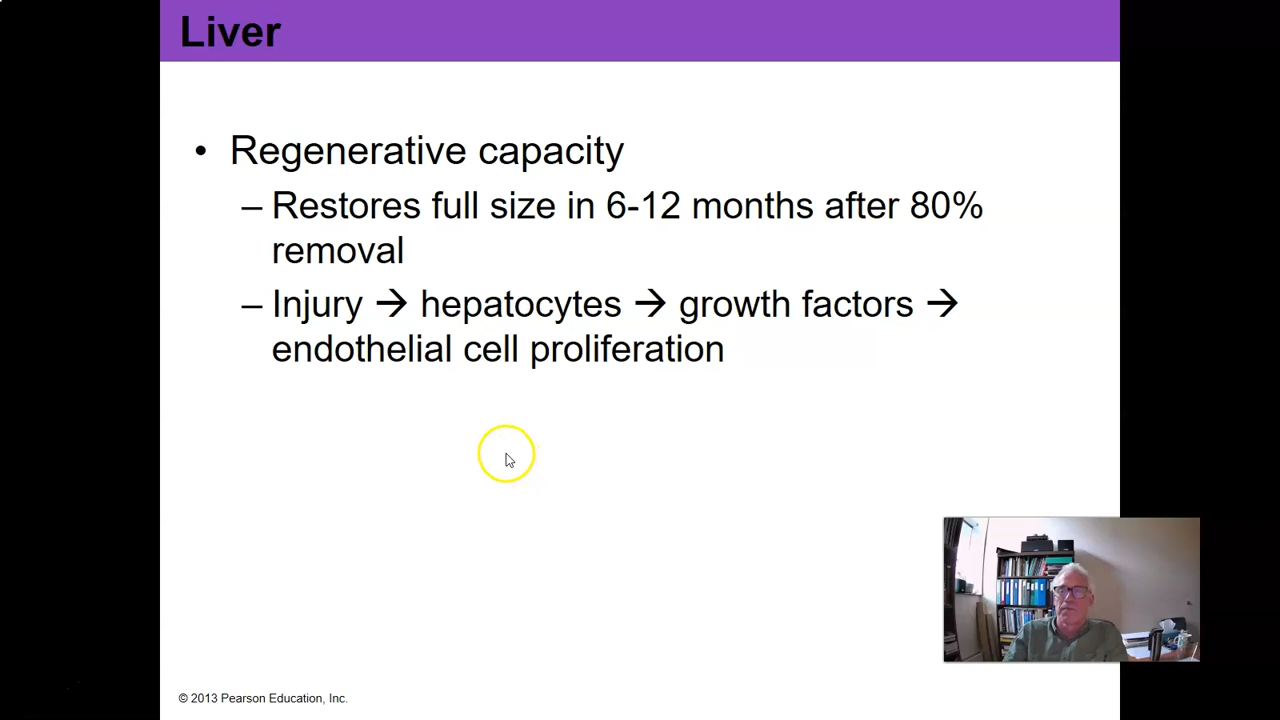 Liver
• Regenerative capacity
– Restores full size in 6-12 months after 80%
removal
– Injury → hepatocytes → growth factors →
endothelial cell proliferation
© 2013 Pearson Education, Inc.